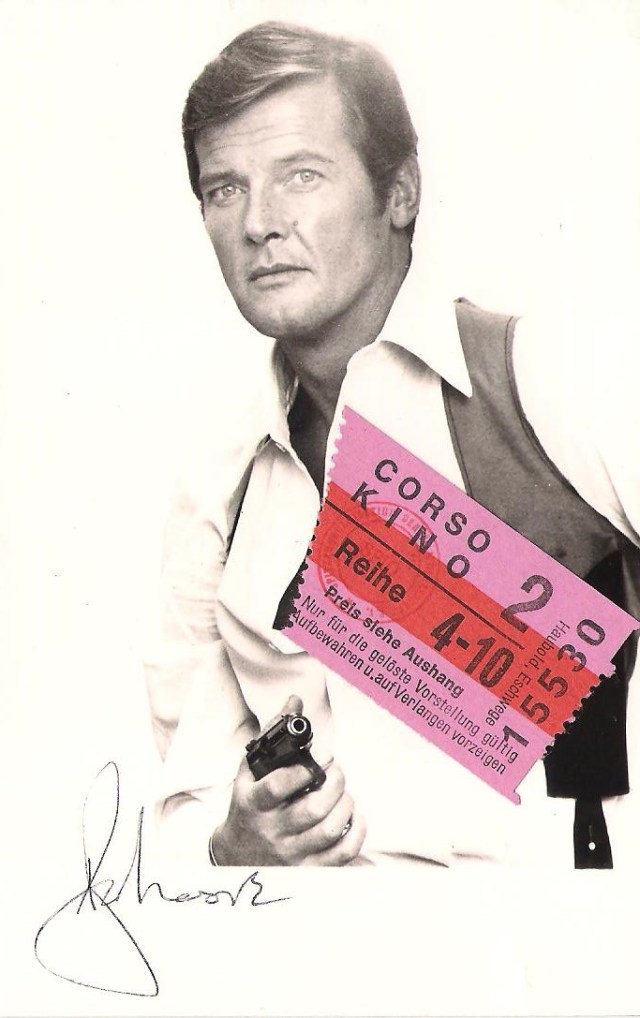 CORSO
KINO 2
Reihe 4-10
Preis siehe Aushang
Nur für die gelöste Vorstellung gültig
Aufbewahren u. auf Verlangen vorzeigen
Haubold, Eschwege
15530